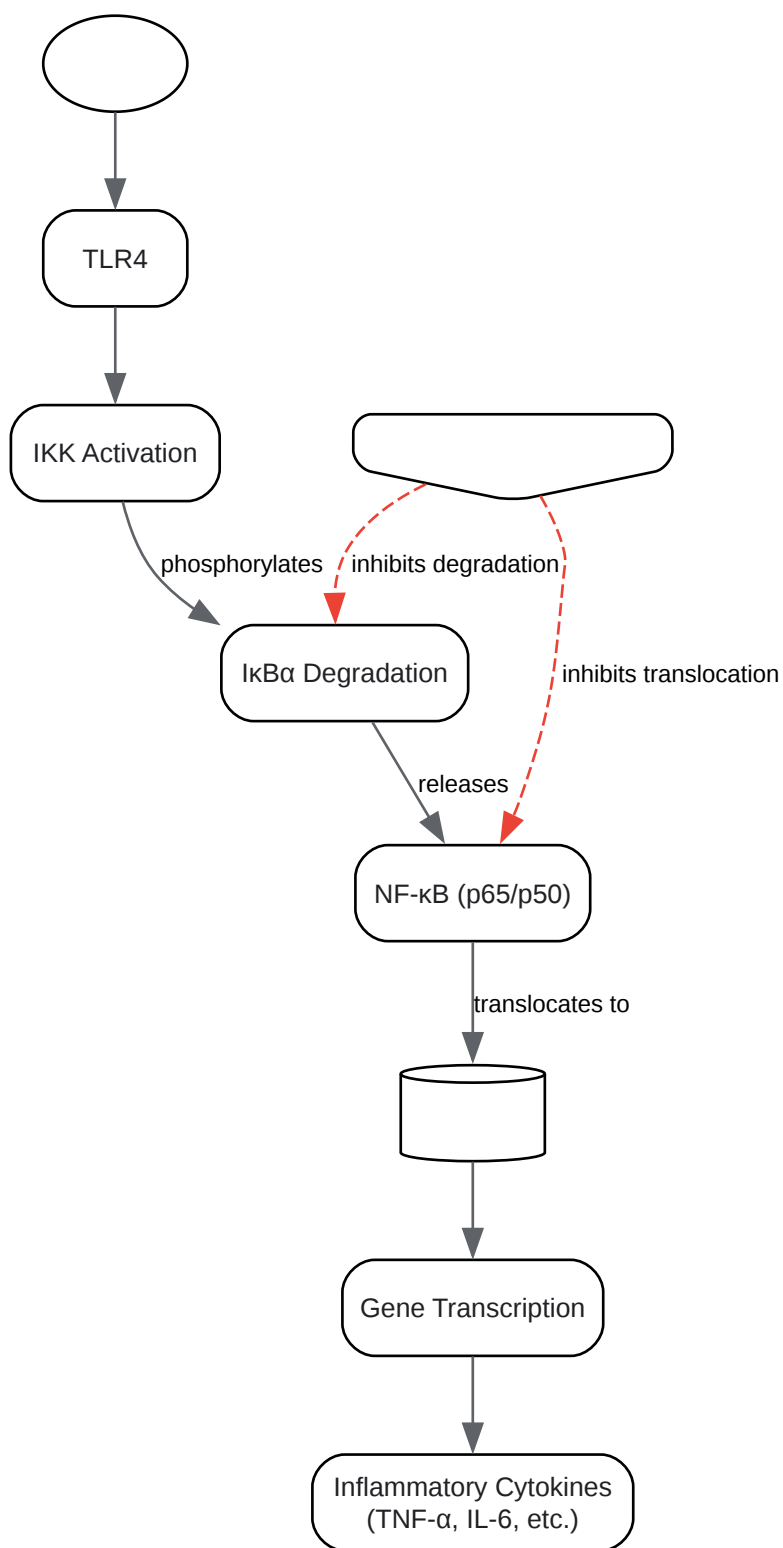 TLR4
IKK Activation
phosphorylates
inhibits degradation
IκBα Degradation
inhibits translocation
releases
NF-κB (p65/p50)
translocates to
Gene Transcription
Inflammatory Cytokines
(TNF-α, IL-6, etc.)